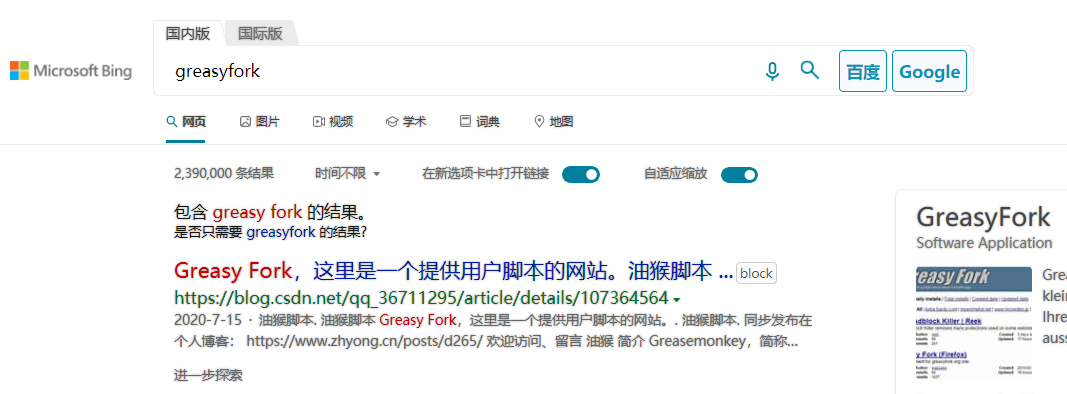 国内版 国际版
Microsoft Bing
greasyfork
百度 Google
网页 图片 视频 学术 词典 地图
2,390,000 条结果 时间不限 在新选项卡中打开链接 自适应缩放
包含 greasy fork 的结果。
是否只需要 greasyfork 的结果?
Greasy Fork，这里是一个提供用户脚本的网站。油猴脚本 ... block
https://blog.csdn.net/qq_36711295/article/details/107364564
2020-7-15 · 油猴脚本. 油猴脚本 Greasy Fork，这里是一个提供用户脚本的网站。. 油猴脚本. 同步发布在
个人博客： https://www.zhyong.cn/posts/d265/ 欢迎访问、留言 油猴 简介 Greasemonkey，简称...
进一步探索
GreasyFork
Software Application
easy Fork
dblock Killer | Reek
y Fork (Firefox)
Grea
klein
Ihre
auss